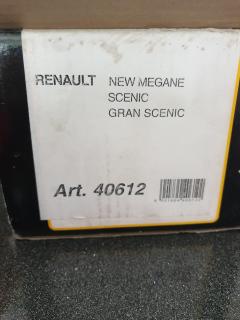 RENAULT NEW MEGANE
SCENIC
GRAN SCENIC
Art. 40612